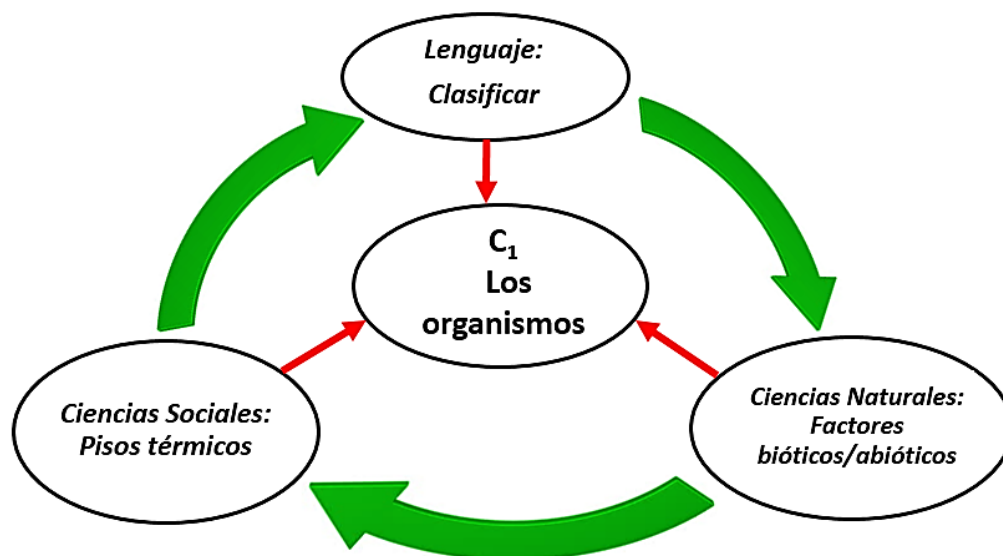 Lenguaje:
Clasificar
C₁
Los
organismos
Ciencias Sociales:
Pisos térmicos
Ciencias Naturales:
Factores
bióticos/abióticos